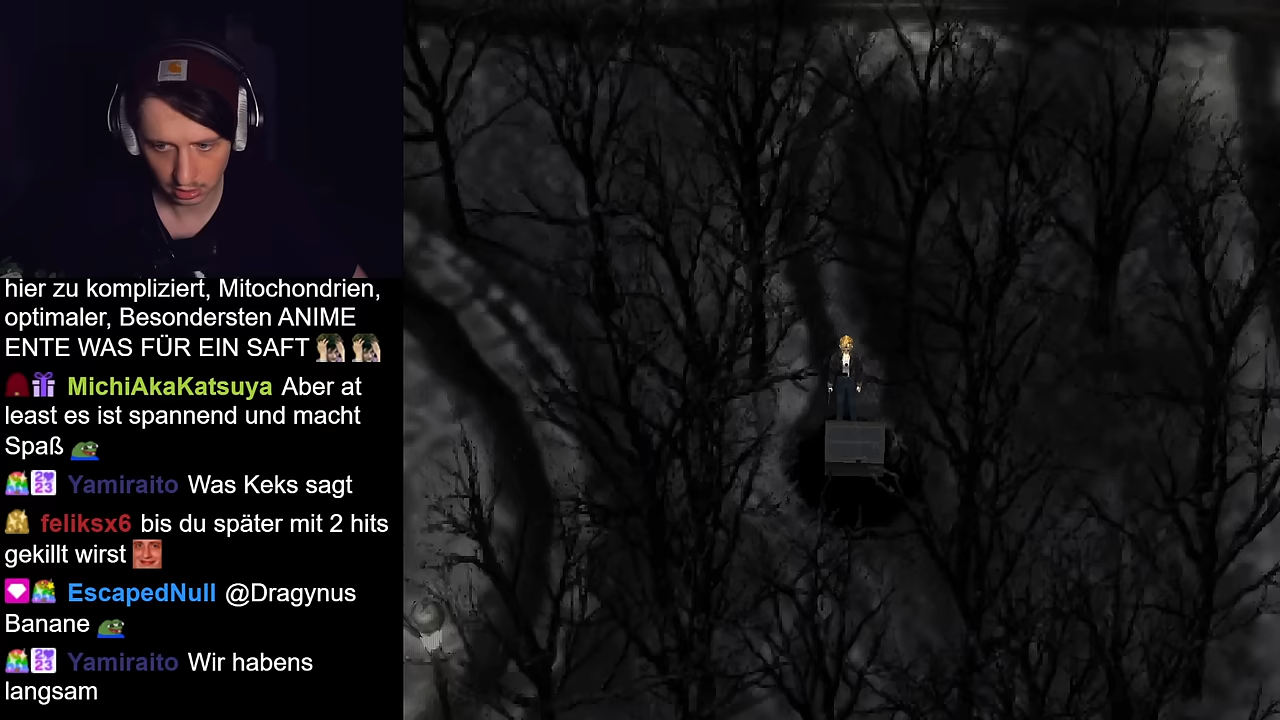 hier zu kompliziert, Mitochondrien,
optimaler, Besondersten ANIME
ENTE WAS FÜR EIN SAFT
MichiAkaKatsuya Aber at
least es ist spannend und macht
Spaß
Yamiraito Was Keks sagt
feliksx6 bis du später mit 2 hits
gekillt wirst
EscapedNull @Dragynus
Banane
Yamiraito Wir habens
langsam